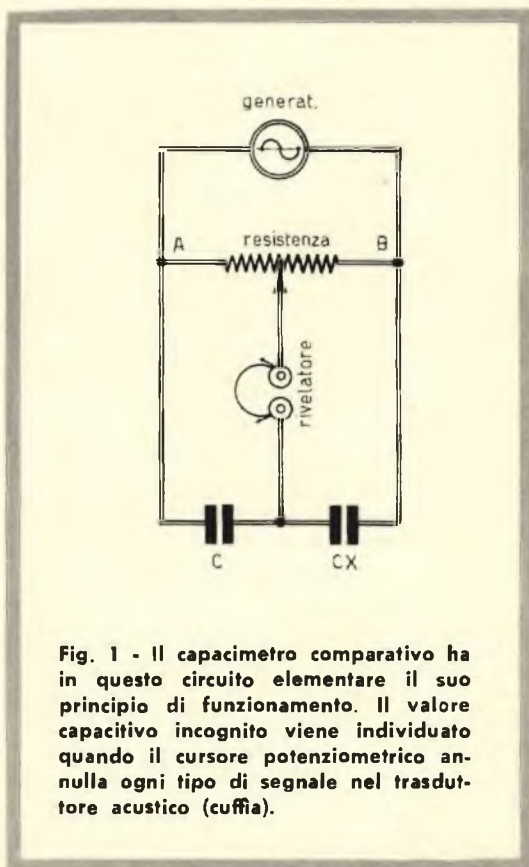 generat.
A resistenza B
rivelatore
C CX
Fig. 1 - Il capacimetro comparativo ha
in questo circuito elementare il suo
principio di funzionamento. Il valore
capacitivo incognito viene individuato
quando il cursore potenziometrico an-
nulla ogni tipo di segnale nel trasdut-
tore acustico (cuffia).